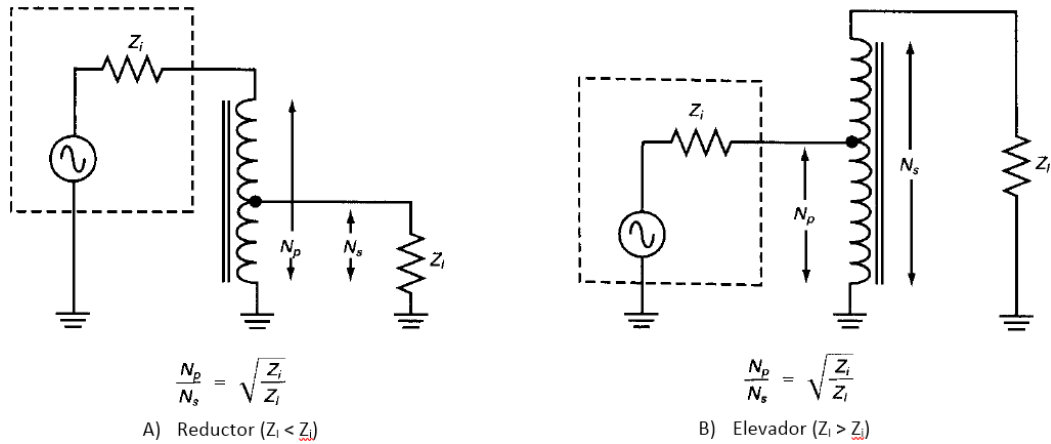 Zi
Np
Ns
Zl
Np/Ns = √Zi/Zl
A) Reductor (Zl < Zi)
Zi
Np
Ns
Zl
Np/Ns = √Zi/Zl
B) Elevador (Zl > Zi)